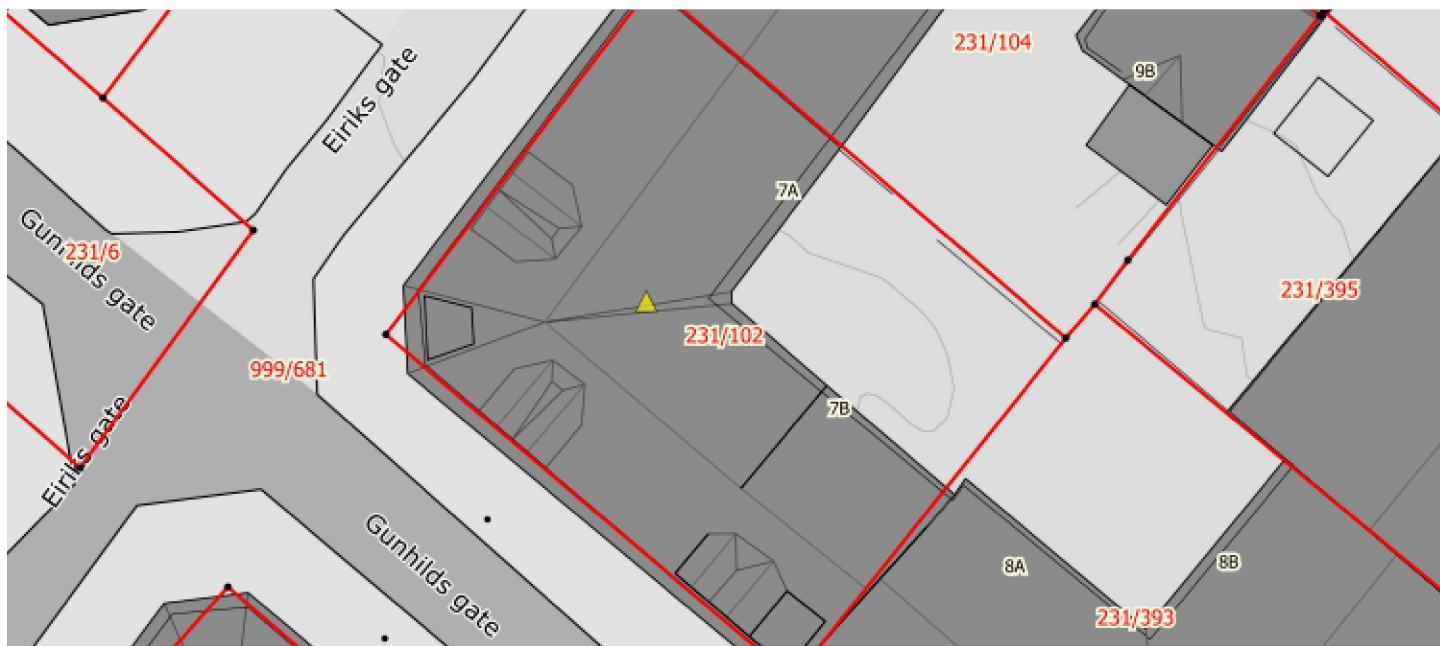 231/104
9B
Eiriks gate
7A
231/6
Gunhilds gate
231/395
231/102
999/681
7B
Eiriks gate
Gunhilds gate
8A
8B
231/393